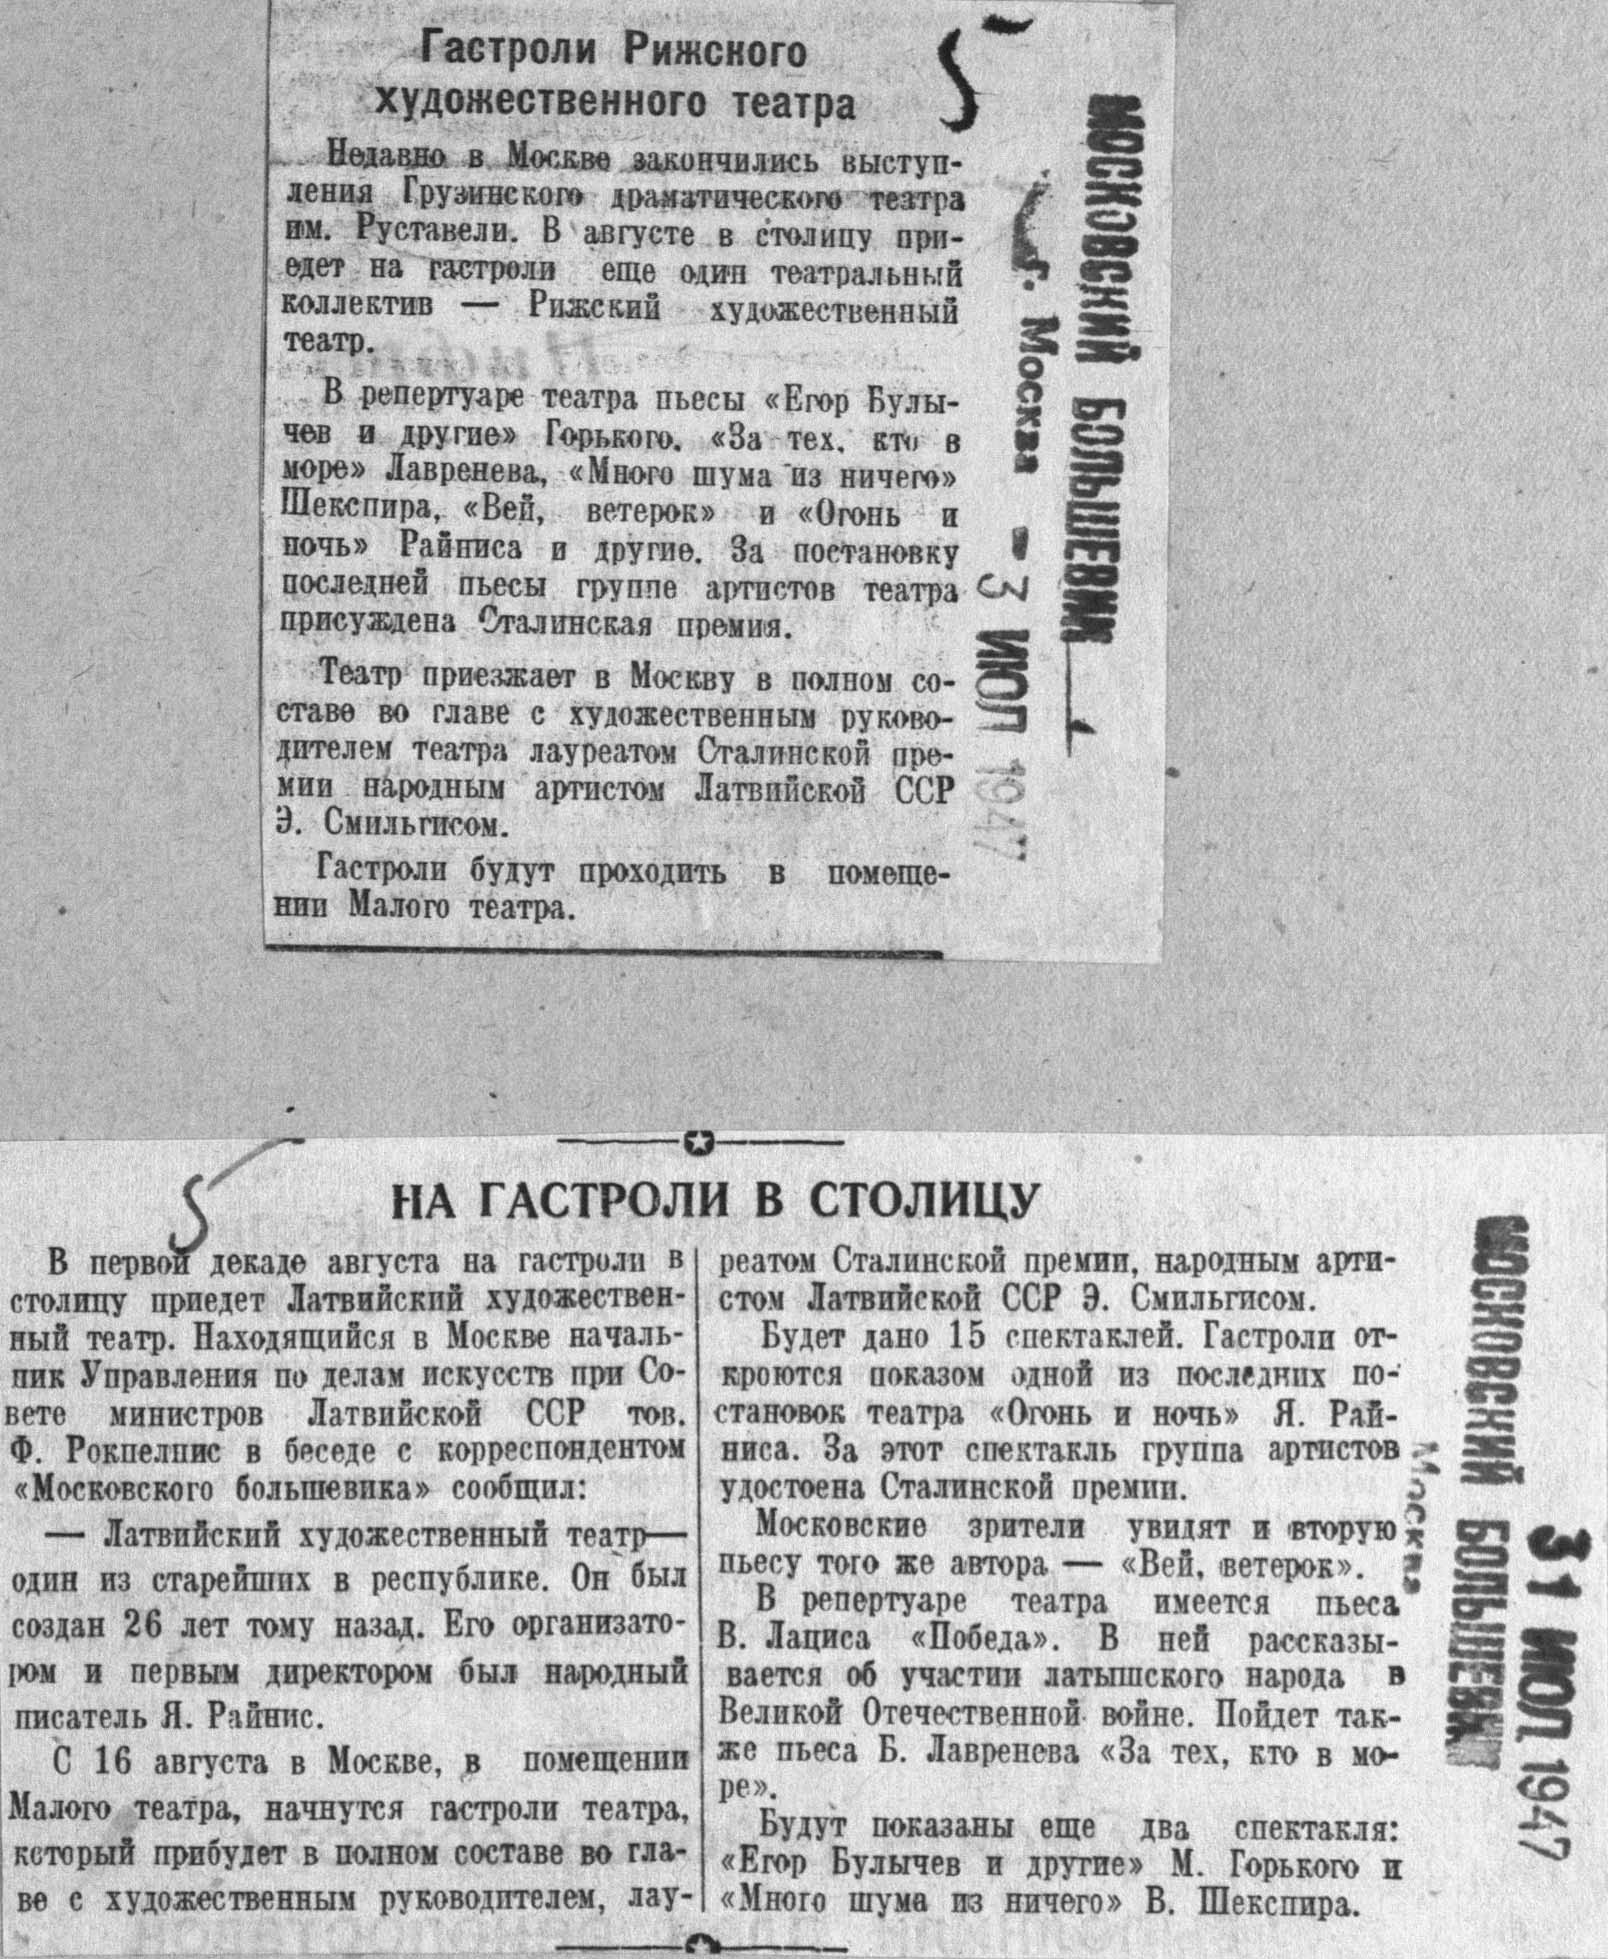 Гастроли Рижского
художественного театра
Недавно в Москве закончились выступ-
ления Грузинского драматического театра
им. Руставели. В августе в столицу при-
едет на гастроли еще один театральный
коллектив — Рижский художественный
театр.
В репертуаре театра пьесы «Егор Булы-
чев и другие» Горького, «За тех, кто в
море» Лавренева, «Много шума из ничего»
Шекспира, «Вей, ветерок» и «Огонь и
ночь» Райниса и другие. За постановку
последней пьесы группе артистов театра
присуждена Сталинская премия.
Театр приезжает в Москву в полном со-
ставе во главе с художественным руково-
дителем театра лауреатом Сталинской пре-
мии народным артистом Латвийской ССР
Э. Смильгисом.
Гастроли будут проходить в помеще-
нии Малого театра.
5
МОСКОВСКИЙ БОЛЬШЕВИК
г. Москва
- 3 ИЮЛ 1947
5
НА ГАСТРОЛИ В СТОЛИЦУ
В первой декаде августа на гастроли в
столицу приедет Латвийский художествен-
ный театр. Находящийся в Москве началь-
ник Управления по делам искусств при Со-
вете министров Латвийской ССР тов.
Ф. Рокпелнис в беседе с корреспондентом
«Московского большевика» сообщил:
— Латвийский художественный театр—
один из старейших в республике. Он был
создан 26 лет тому назад. Его организато-
ром и первым директором был народный
писатель Я. Райнис.
С 16 августа в Москве, в помещении
Малого театра, начнутся гастроли театра,
который прибудет в полном составе во гла-
ве с художественным руководителем, лау-
реатом Сталинской премии, народным арти-
стом Латвийской ССР Э. Смильгисом.
Будет дано 15 спектаклей. Гастроли от-
кроются показом одной из последних по-
становок театра «Огонь и ночь» Я. Рай-
ниса. За этот спектакль группа артистов
удостоена Сталинской премии.
Московские зрители увидят и вторую
пьесу того же автора — «Вей, ветерок».
В репертуаре театра имеется пьеса
В. Лациса «Победа». В ней рассказы-
вается об участии латышского народа в
Великой Отечественной войне. Пойдет так-
же пьеса Б. Лавренева «За тех, кто в мо-
ре».
Будут показаны еще два спектакля:
«Егор Булычев и другие» М. Горького и
«Много шума из ничего» В. Шекспира.
МОСКОВСКИЙ БОЛЬШЕВИК
Москва
31 ИЮЛ 1947